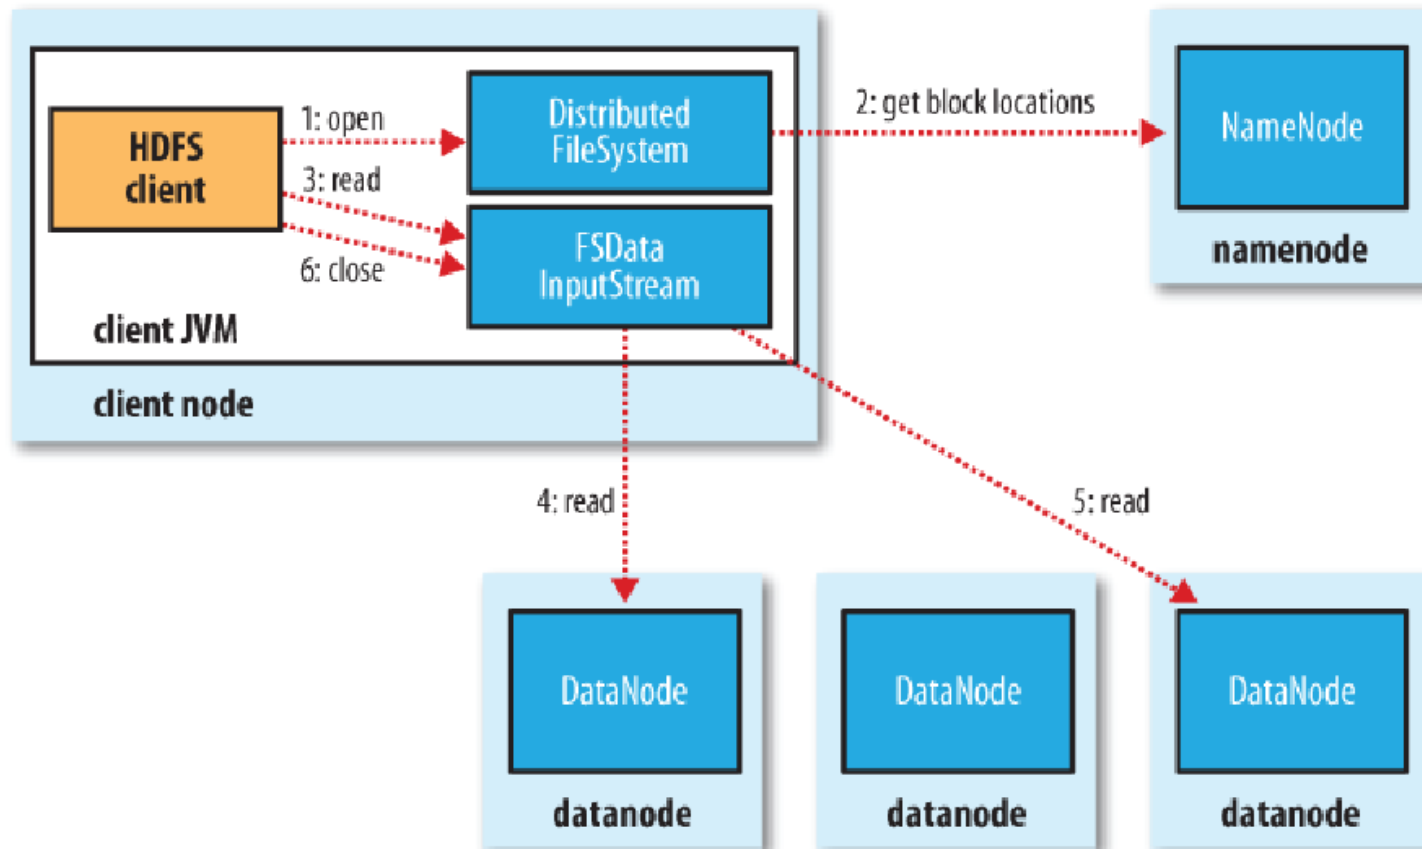 HDFS
client
1: open
3: read
6: close
Distributed
FileSystem
FSData
InputStream
client JVM
client node
2: get block locations
NameNode
namenode
4: read
5: read
DataNode
datanode
DataNode
datanode
DataNode
datanode